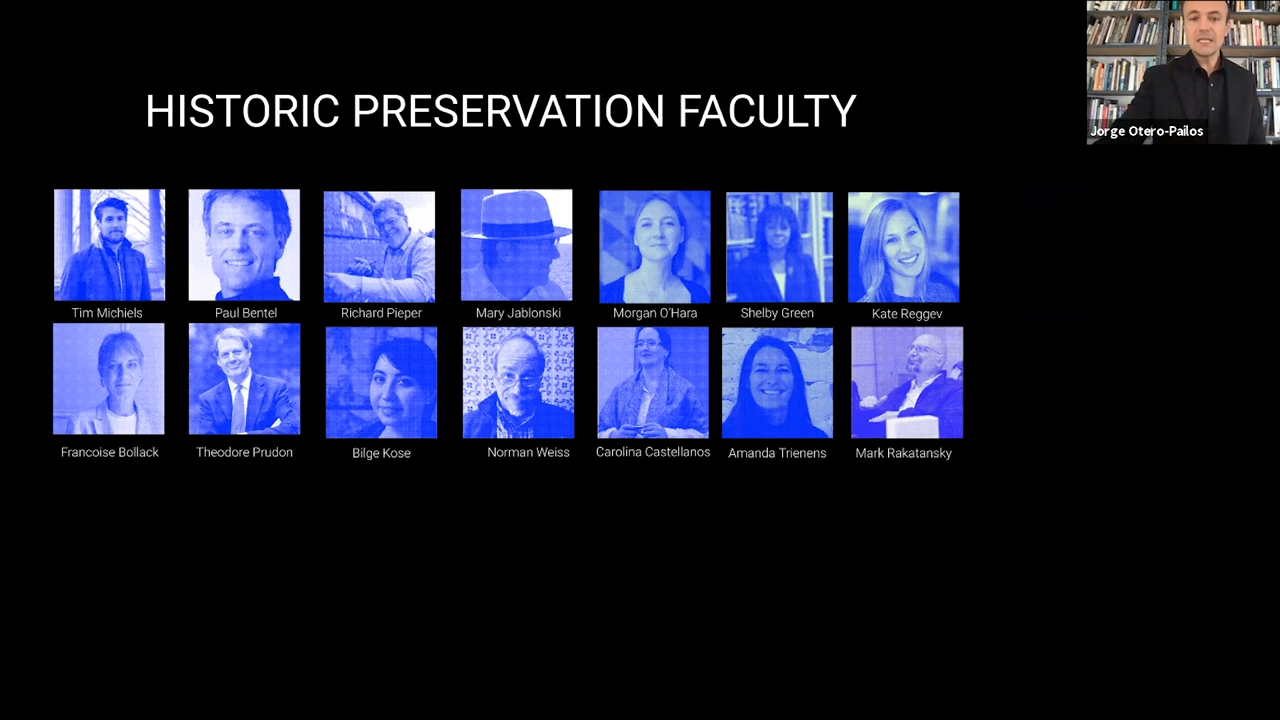 HISTORIC PRESERVATION FACULTY
Jorge Otero-Pailos
Tim Michiels
Paul Bentel
Richard Pieper
Mary Jablonski
Morgan O'Hara
Shelby Green
Kate Reggev
Francoise Bollack
Theodore Prudon
Bilge Kose
Norman Weiss
Carolina Castellanos
Amanda Trienens
Mark Rakatansky